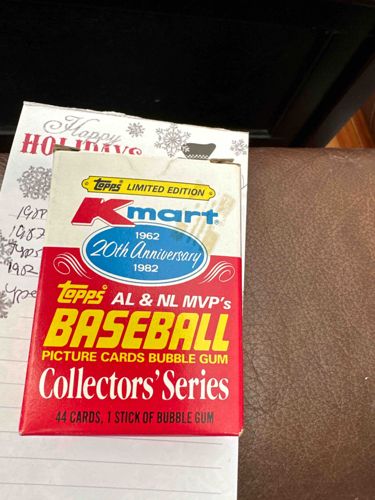 Happy
HOLIDAYS
Topps LIMITED EDITION
Kmart
1962
20th Anniversary
1982
Topps AL & NL MVP's
BASEBALL
PICTURE CARDS BUBBLE GUM
Collectors' Series
44 CARDS, 1 STICK OF BUBBLE GUM